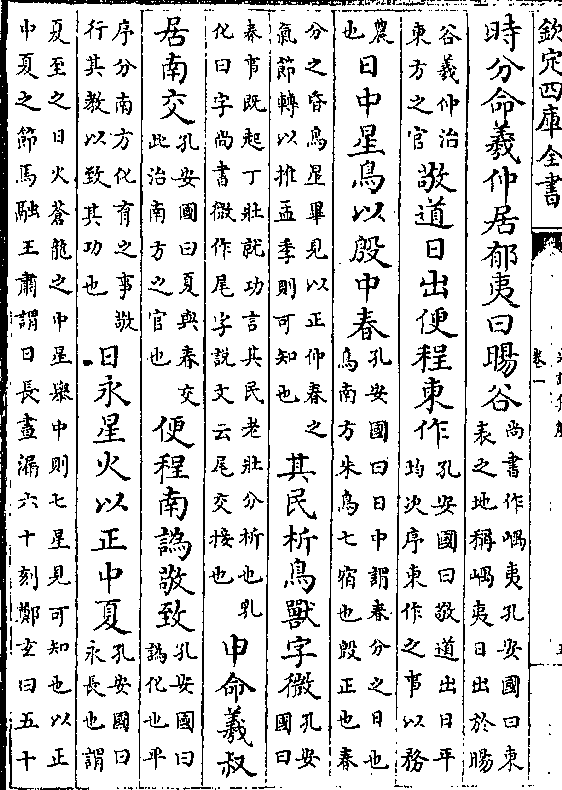 欽定四庫全書
卷一
時分命羲仲居郁夷曰暘谷尚書作嵎夷孔安國曰東表之地稱嵎夷日出於暘
谷羲仲治東方之官敬道日出便程東作孔安國曰敬道出日平均次序東作之事以務
農也日中星鳥以殷中春孔安國曰日中謂春分之日也鳥南方朱鳥七宿也殷正也春
分之昏鳥星畢見以正仲春之氣節轉以推孟季則可知也其民析鳥獸字微孔安國曰
春事既起丁壯就功言其民老壯分析也乳化曰字尚書微作尾字說文云尾交接也申命羲叔
居南交孔安國曰夏與春交此治南方之官也便程南譌敬致孔安國曰譌化也平
序分南方化育之事敬行其教以致其功也日永星火以正中夏孔安國曰永長也謂
夏至之日火蒼龍之中星舉中則七星見可知也以正中夏之節馬融王肅謂日長晝漏六十刻鄭玄曰五十